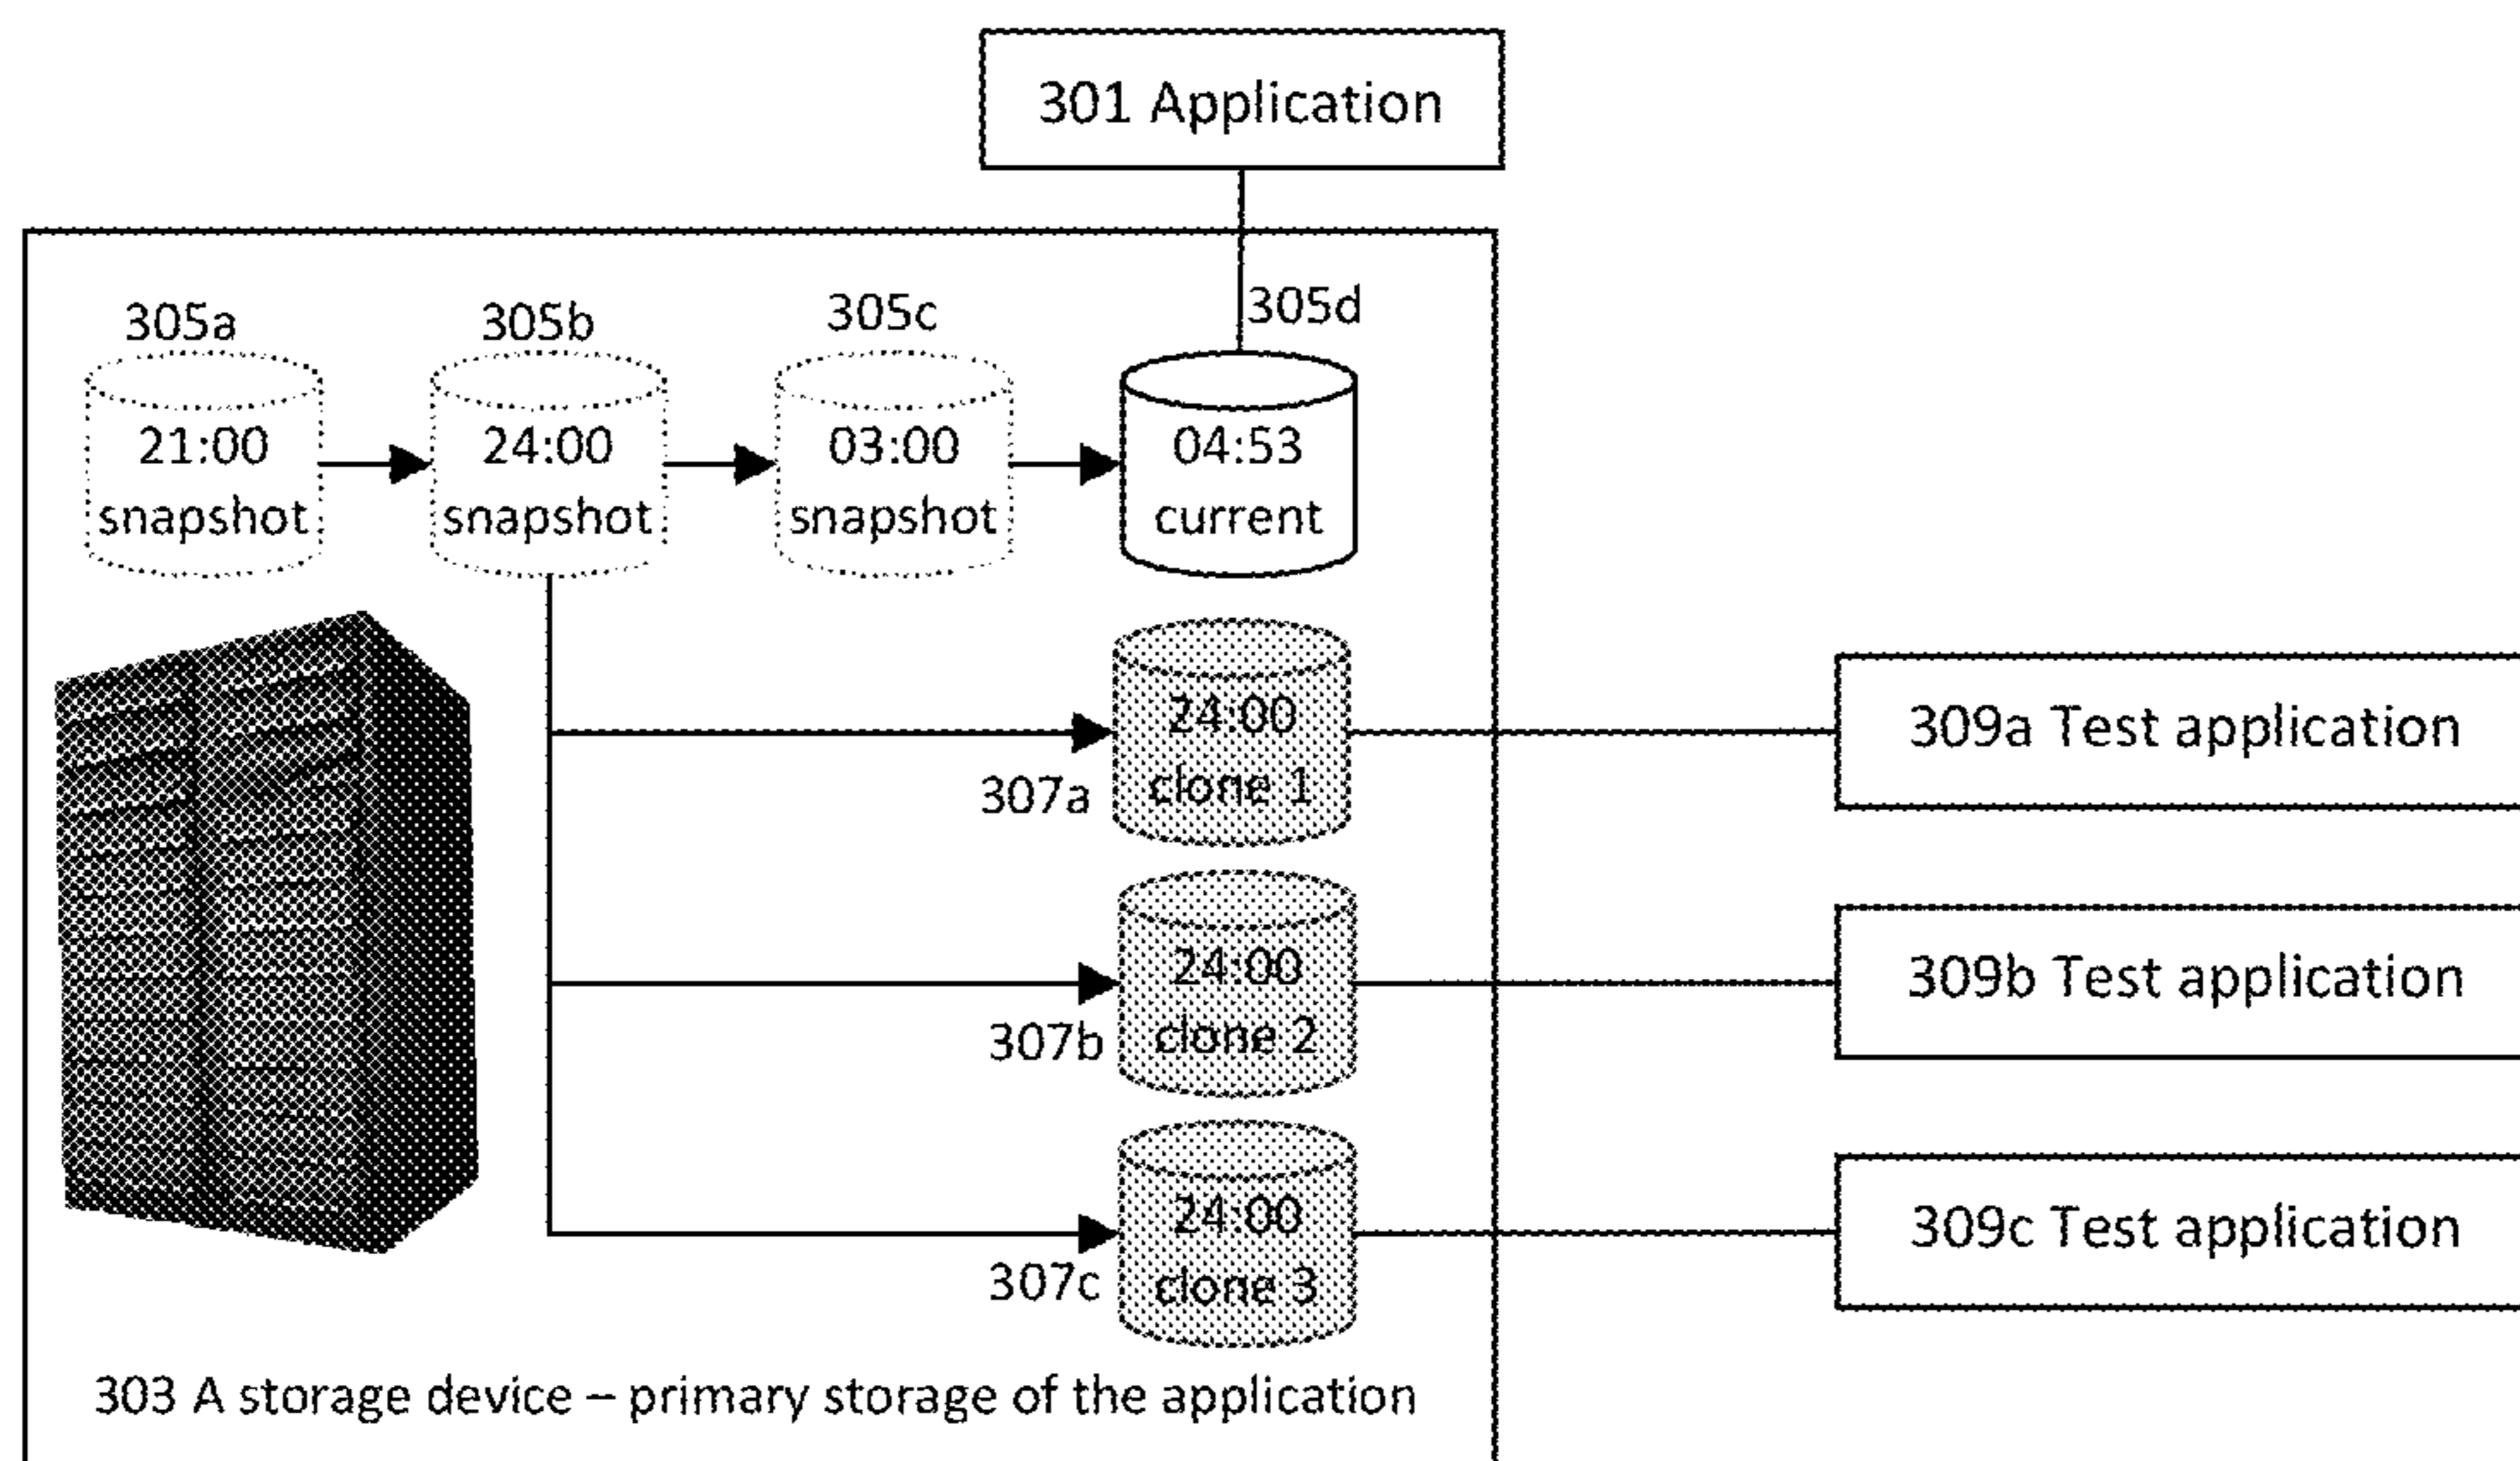 301 Application
305a
305b
305c
305d
21:00
snapshot
24:00
snapshot
03:00
snapshot
04:53
current
24:00
clone 1
307a
309a Test application
24:00
clone 2
307b
309b Test application
24:00
clone 3
307c
309c Test application
303 A storage device – primary storage of the application